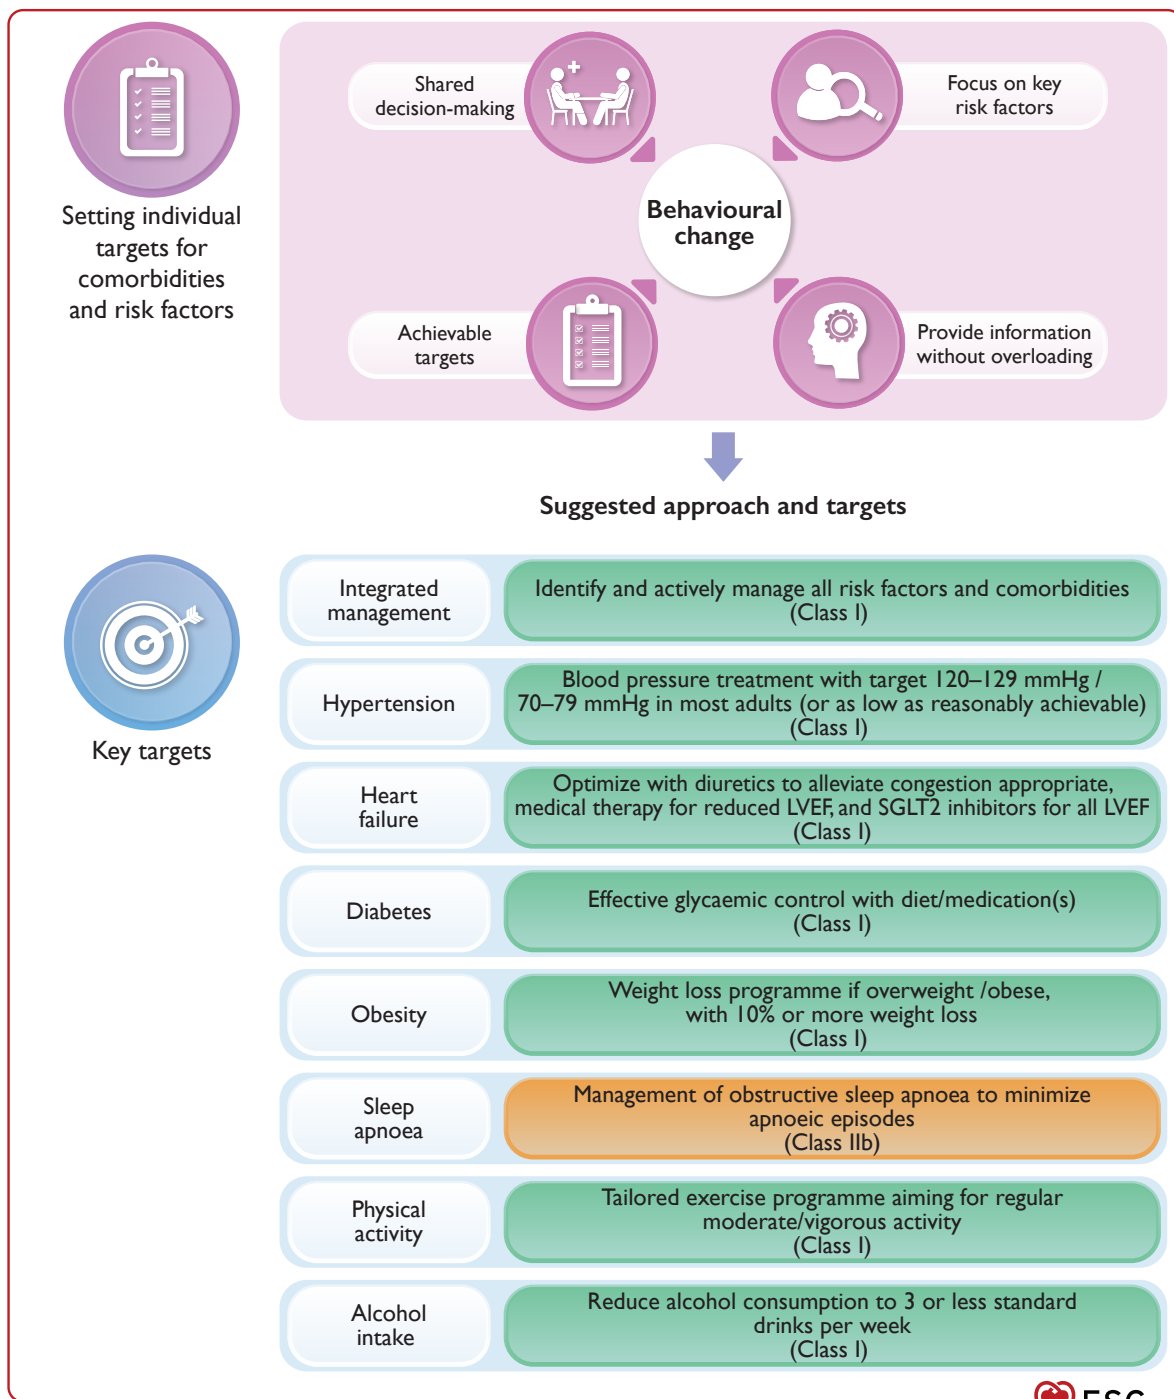 Setting individual
targets for
comorbidities
and risk factors
Shared
decision-making
Focus on key
risk factors
Behavioural
change
Achievable
targets
Provide information
without overloading
Suggested approach and targets
Key targets
Integrated
management
Identify and actively manage all risk factors and comorbidities
(Class I)
Hypertension
Blood pressure treatment with target 120–129 mmHg /
70–79 mmHg in most adults (or as low as reasonably achievable)
(Class I)
Heart
failure
Optimize with diuretics to alleviate congestion appropriate,
medical therapy for reduced LVEF, and SGLT2 inhibitors for all LVEF
(Class I)
Diabetes
Effective glycaemic control with diet/medication(s)
(Class I)
Obesity
Weight loss programme if overweight /obese,
with 10% or more weight loss
(Class I)
Sleep
apnoea
Management of obstructive sleep apnoea to minimize
apnoeic episodes
(Class IIb)
Physical
activity
Tailored exercise programme aiming for regular
moderate/vigorous activity
(Class I)
Alcohol
intake
Reduce alcohol consumption to 3 or less standard
drinks per week
(Class I)
ESC